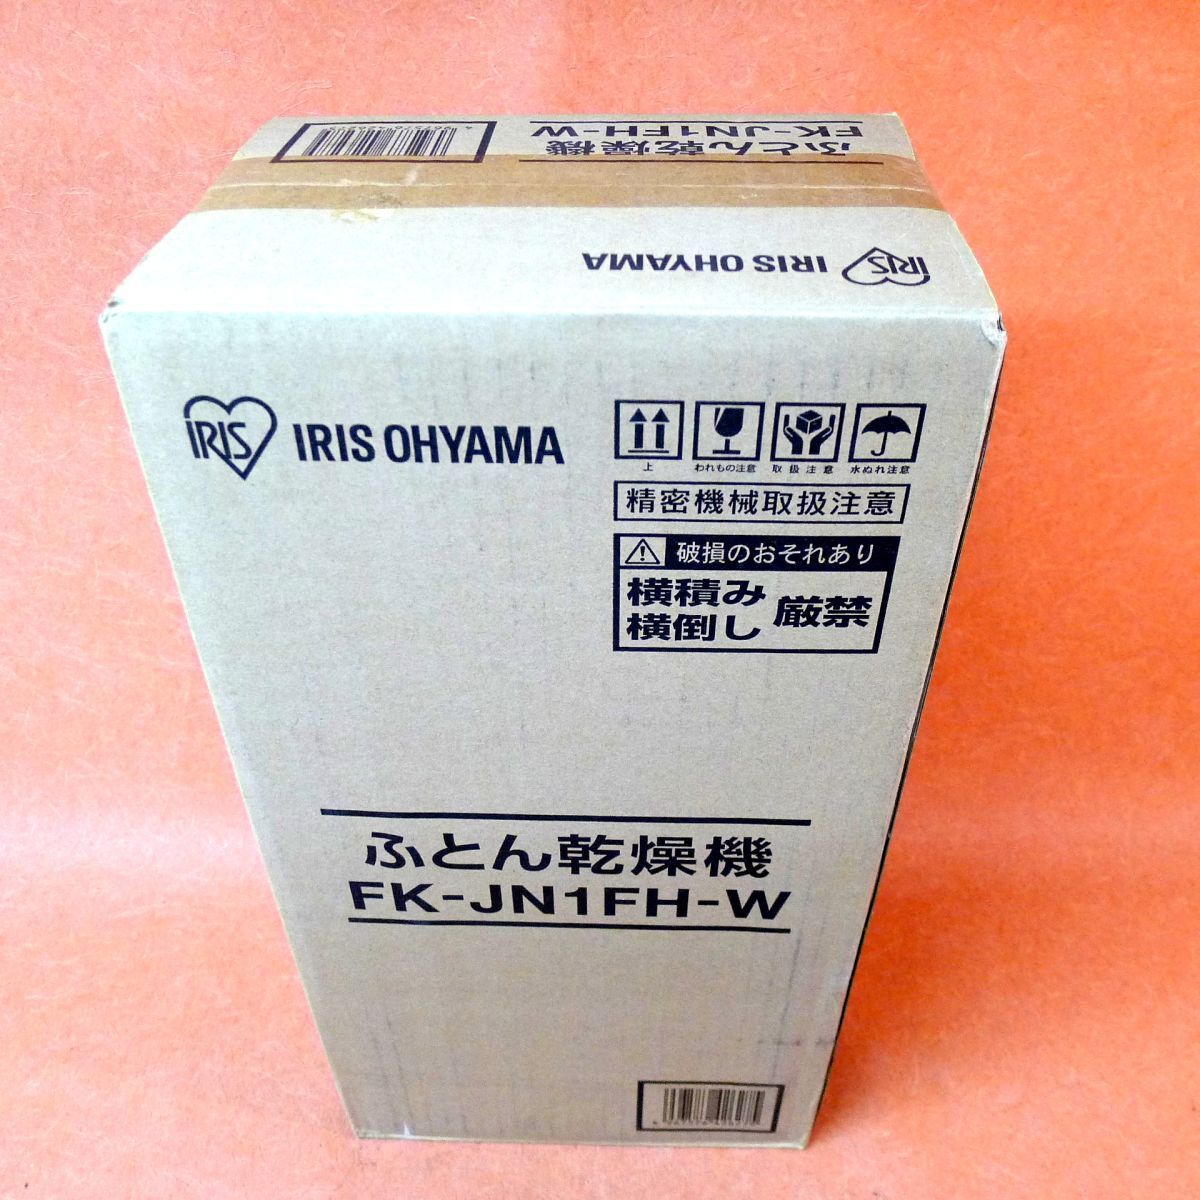 ふとん乾燥機
FK-JN1FH-W
IRIS
IRIS OHYAMA
IRIS
IRIS OHYAMA
上
われもの注意
取扱注意
水ぬれ注意
精密機械取扱注意
破損のおそれあり
横積み
横倒し
厳禁
ふとん乾燥機
FK-JN1FH-W